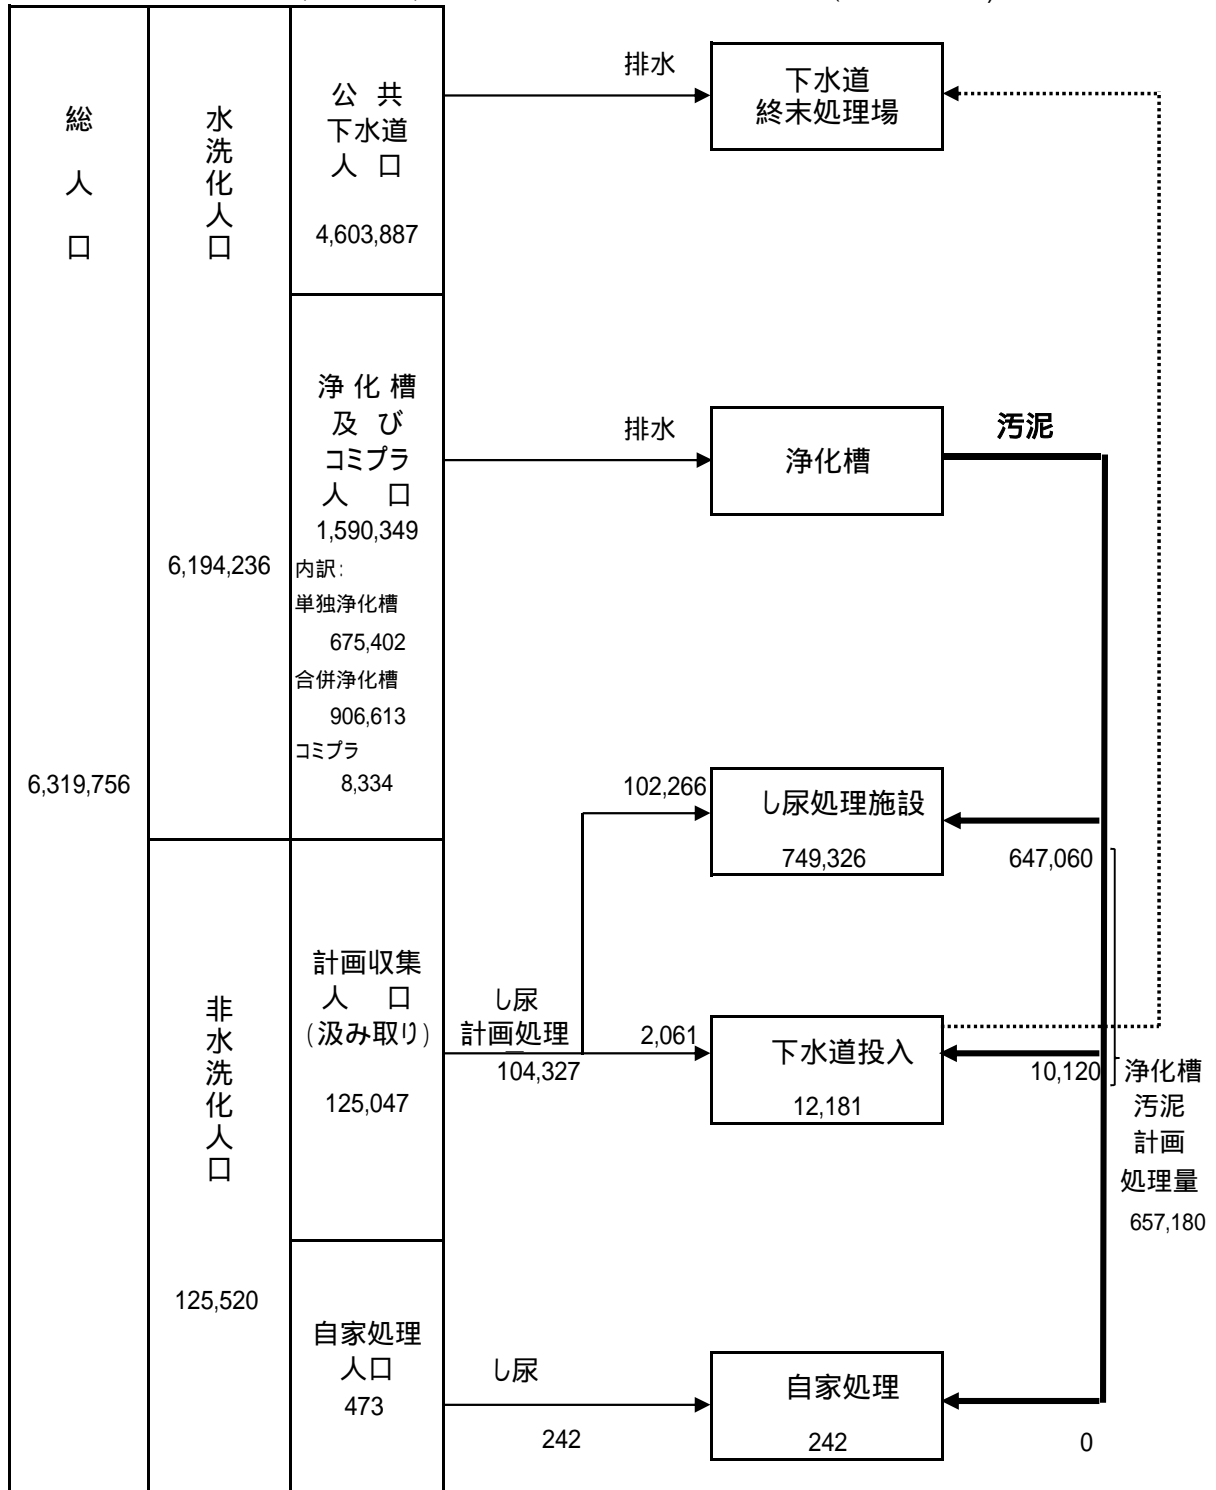 総
人
口
6,319,756
水
洗
化
人
口
6,194,236
非
水
洗
化
人
口
125,520
公 共
下水道
人 口
4,603,887
浄 化 槽
及 び
コミプラ
人 口
1,590,349
内訳:
単独浄化槽
675,402
合併浄化槽
906,613
コミプラ
8,334
計画収集
人 口
(汲み取り)
125,047
自家処理
人口
473
排水
下水道
終末処理場
排水
浄化槽
汚泥
102,266
し尿処理施設
749,326
647,060
し尿
計画処理
104,327
2,061
下水道投入
12,181
10,120
浄化槽
汚泥
計画
処理量
657,180
し尿
242
自家処理
242
0